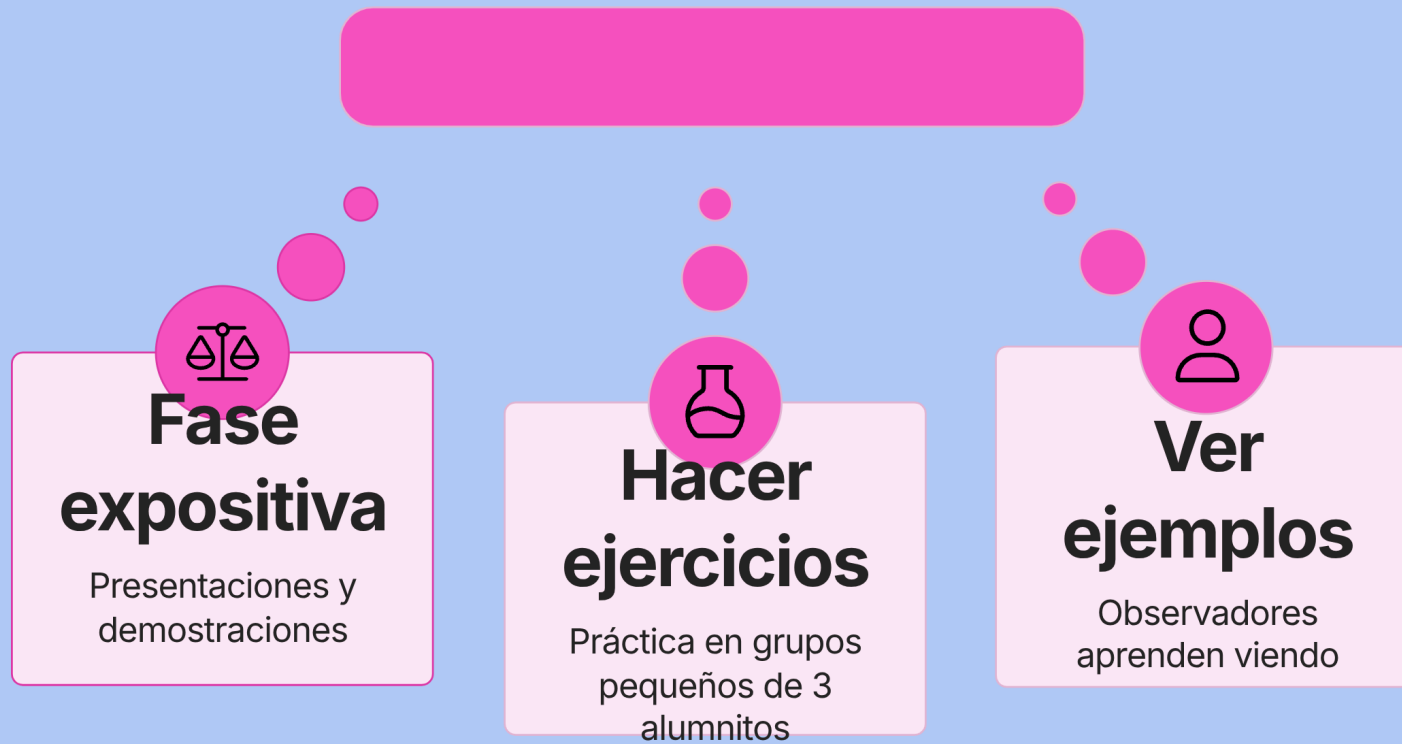 Fase
expositiva
Presentaciones y
demostraciones
Hacer
ejercicios
Práctica en grupos
pequeños de 3
alumnitos
Ver
ejemplos
Observadores
aprenden viendo